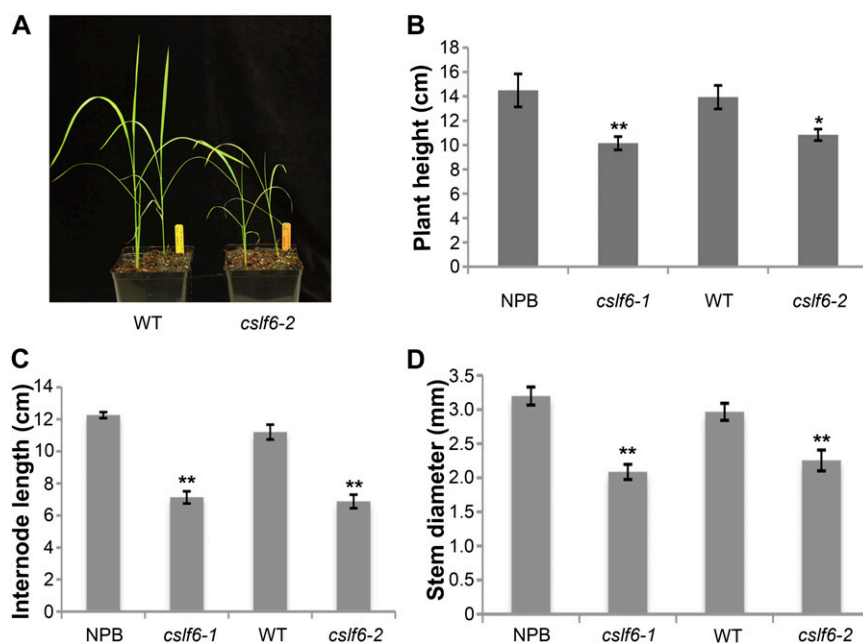 A
WT
cslf6-2
B
Plant height (cm)
18
16
14
12
10
8
6
4
2
0
**
*
NPB
cslf6-1
WT
cslf6-2
C
Internode length (cm)
14
12
10
8
6
4
2
0
**
**
NPB
cslf6-1
WT
cslf6-2
D
Stem diameter (mm)
3.5
3.0
2.5
2.0
1.5
1.0
0.5
0
**
**
NPB
cslf6-1
WT
cslf6-2